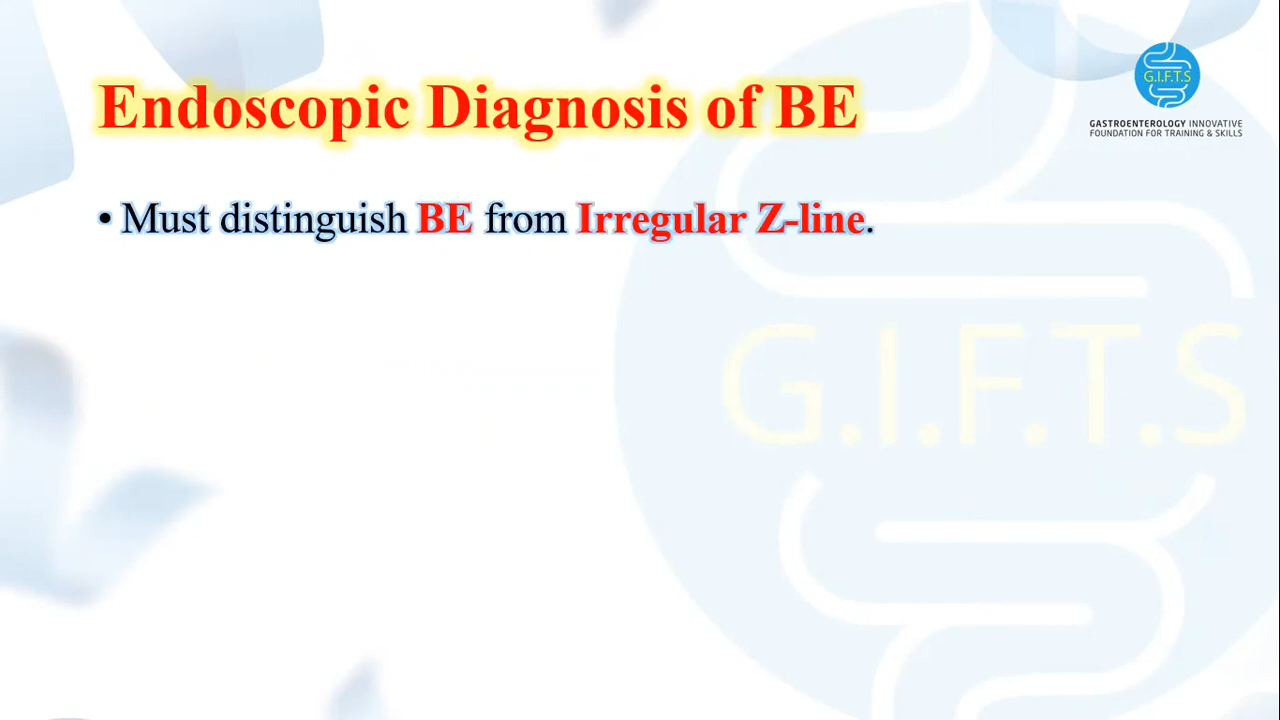 G.I.F.T.S
GASTROENTEROLOGY INNOVATIVE
FOUNDATION FOR TRAINING & SKILLS
Endoscopic Diagnosis of BE
• Must distinguish BE from Irregular Z-line.
G.I.F.T.S